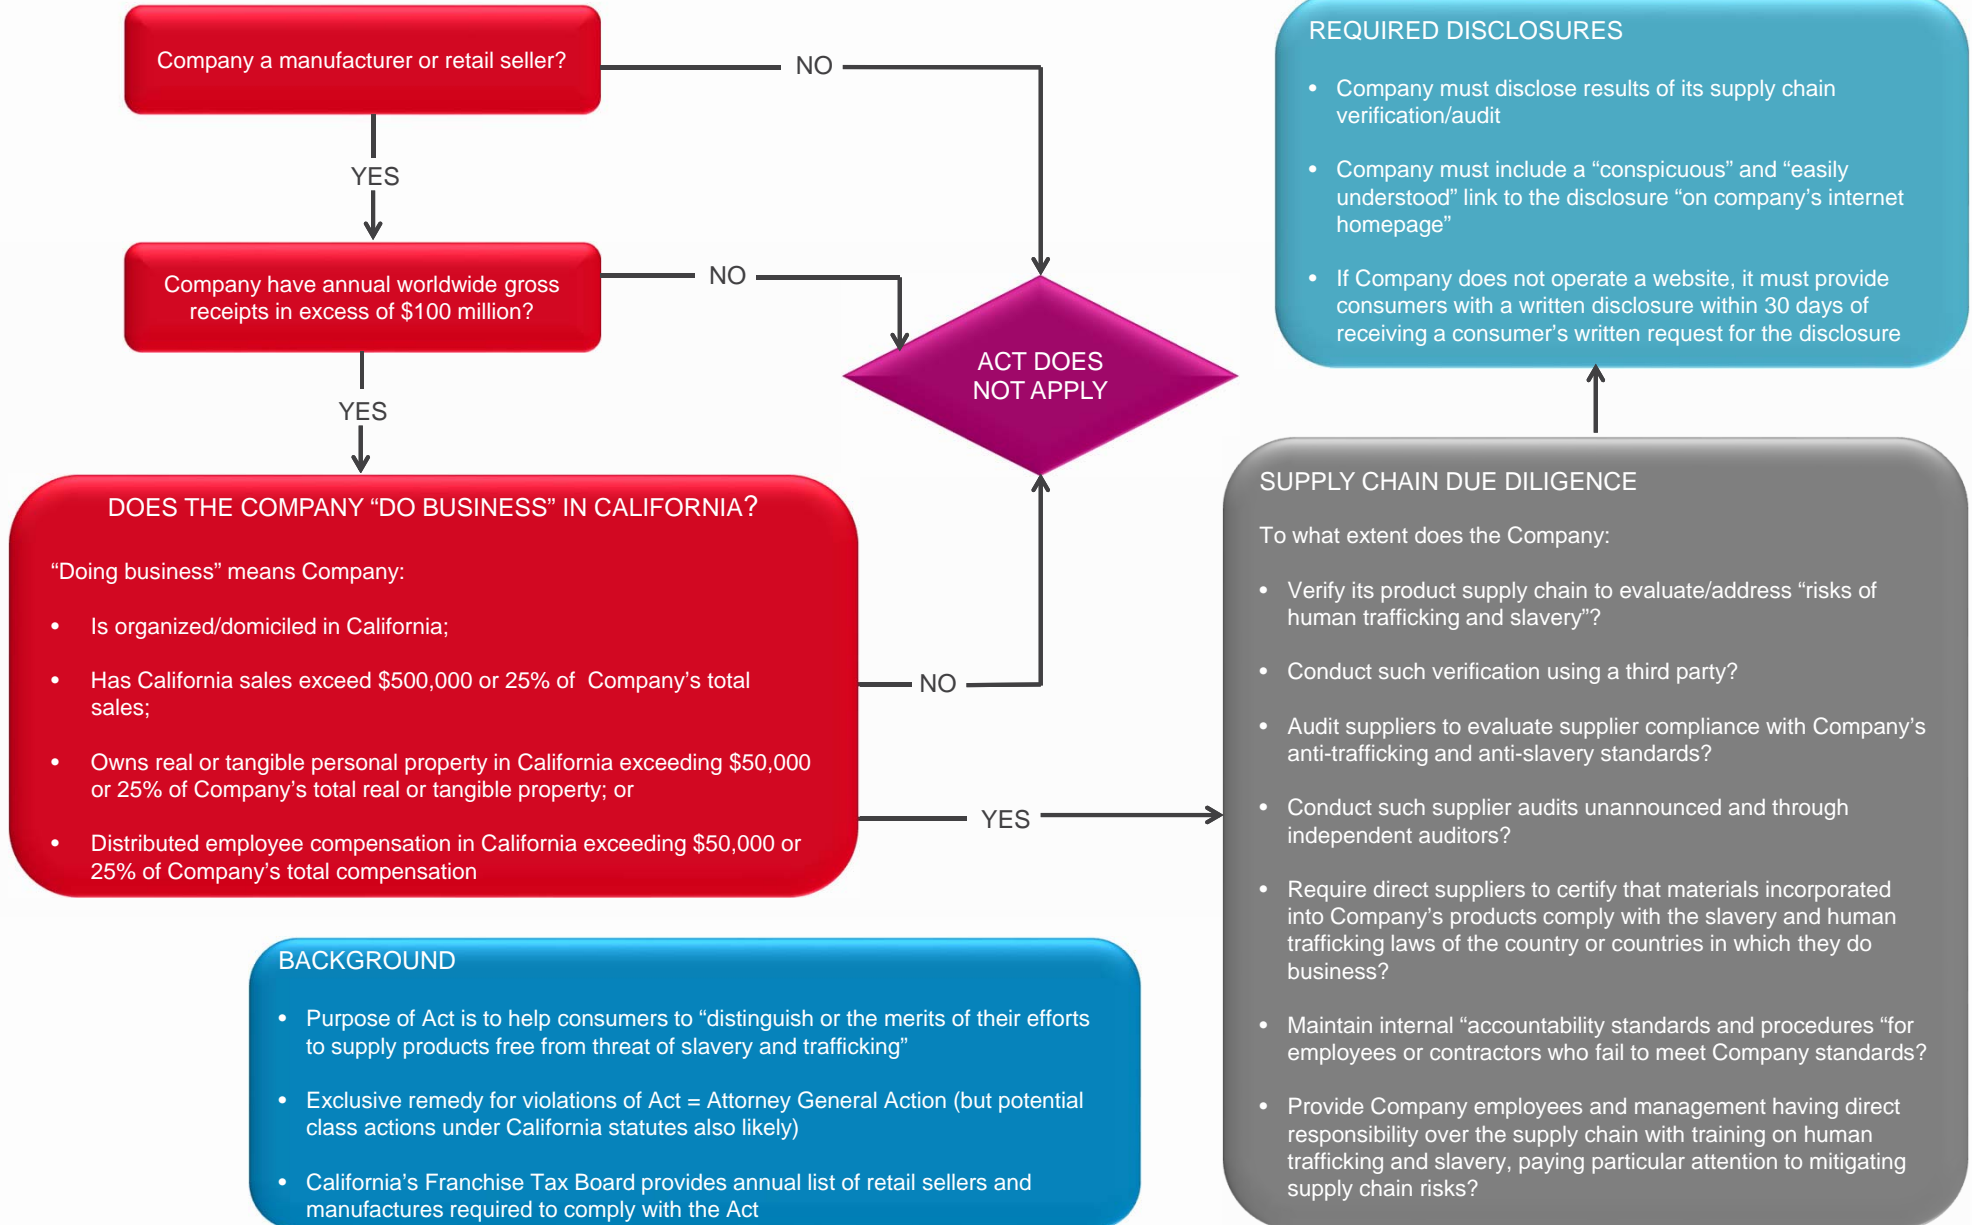 Company a manufacturer or retail seller?
NO
YES
Company have annual worldwide gross
receipts in excess of $100 million?
NO
YES
ACT DOES
NOT APPLY
DOES THE COMPANY “DO BUSINESS” IN CALIFORNIA?
“Doing business” means Company:
• Is organized/domiciled in California;
• Has California sales exceed $500,000 or 25% of Company’s total
sales;
• Owns real or tangible personal property in California exceeding $50,000
or 25% of Company’s total real or tangible property; or
• Distributed employee compensation in California exceeding $50,000 or
25% of Company’s total compensation
NO
YES
SUPPLY CHAIN DUE DILIGENCE
To what extent does the Company:
• Verify its product supply chain to evaluate/address “risks of
human trafficking and slavery”?
• Conduct such verification using a third party?
• Audit suppliers to evaluate supplier compliance with Company’s
anti-trafficking and anti-slavery standards?
• Conduct such supplier audits unannounced and through
independent auditors?
• Require direct suppliers to certify that materials incorporated
into Company’s products comply with the slavery and human
trafficking laws of the country or countries in which they do
business?
• Maintain internal “accountability standards and procedures “for
employees or contractors who fail to meet Company standards?
• Provide Company employees and management having direct
responsibility over the supply chain with training on human
trafficking and slavery, paying particular attention to mitigating
supply chain risks?
REQUIRED DISCLOSURES
• Company must disclose results of its supply chain
verification/audit
• Company must include a “conspicuous” and “easily
understood” link to the disclosure “on company’s internet
homepage”
• If Company does not operate a website, it must provide
consumers with a written disclosure within 30 days of
receiving a consumer’s written request for the disclosure
BACKGROUND
• Purpose of Act is to help consumers to “distinguish or the merits of their efforts
to supply products free from threat of slavery and trafficking”
• Exclusive remedy for violations of Act = Attorney General Action (but potential
class actions under California statutes also likely)
• California’s Franchise Tax Board provides annual list of retail sellers and
manufactures required to comply with the Act